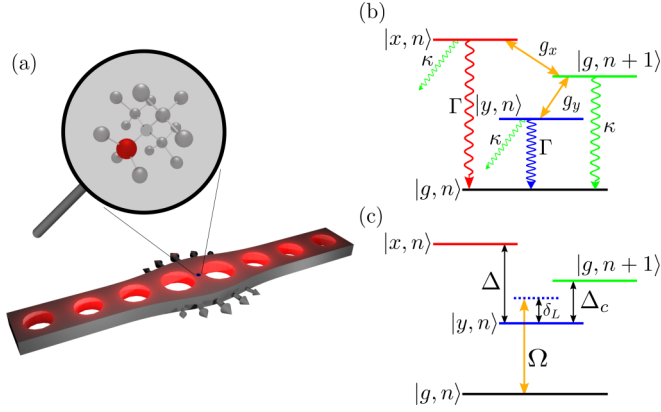 (a)
(b)
|x, n⟩
g_x
|g, n + 1⟩
κ
Γ
|y, n⟩
g_y
κ
Γ
κ
|g, n⟩
(c)
|x, n⟩
|g, n + 1⟩
Δ
δ_L
Δ_c
|y, n⟩
Ω
|g, n⟩